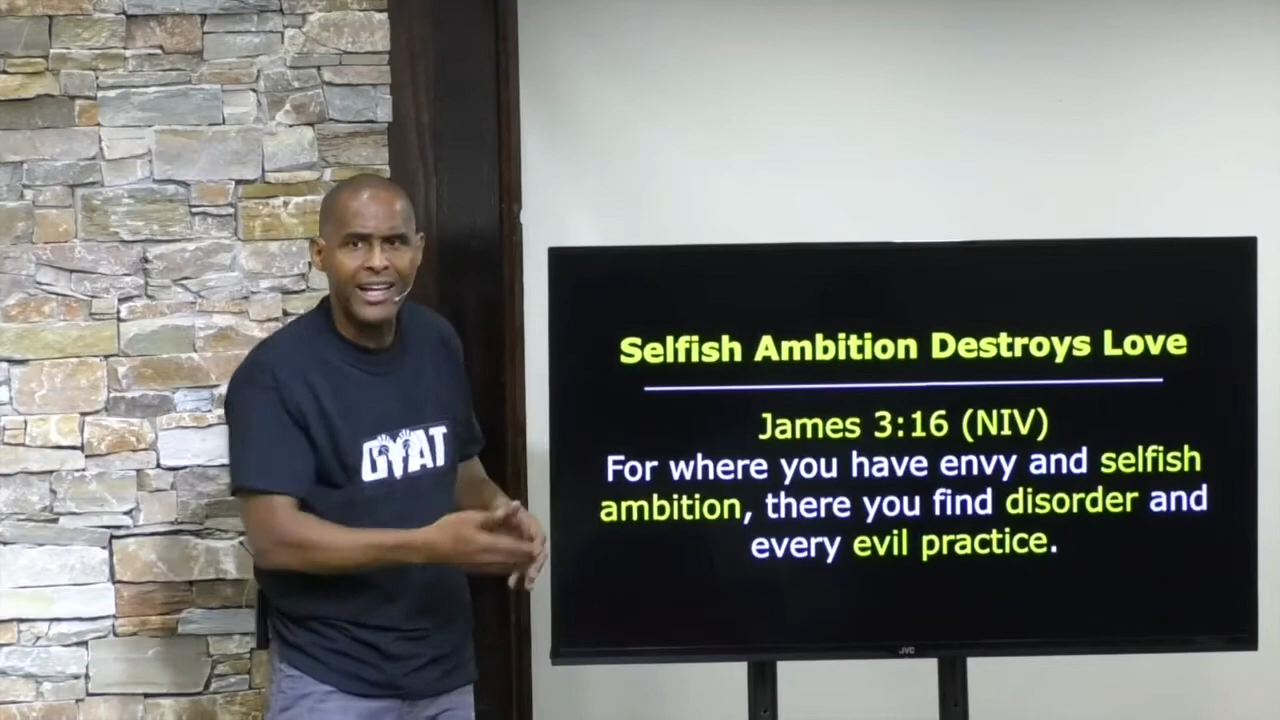 GYAT
Selfish Ambition Destroys Love
James 3:16 (NIV)
For where you have envy and selfish
ambition, there you find disorder and
every evil practice.
JVC